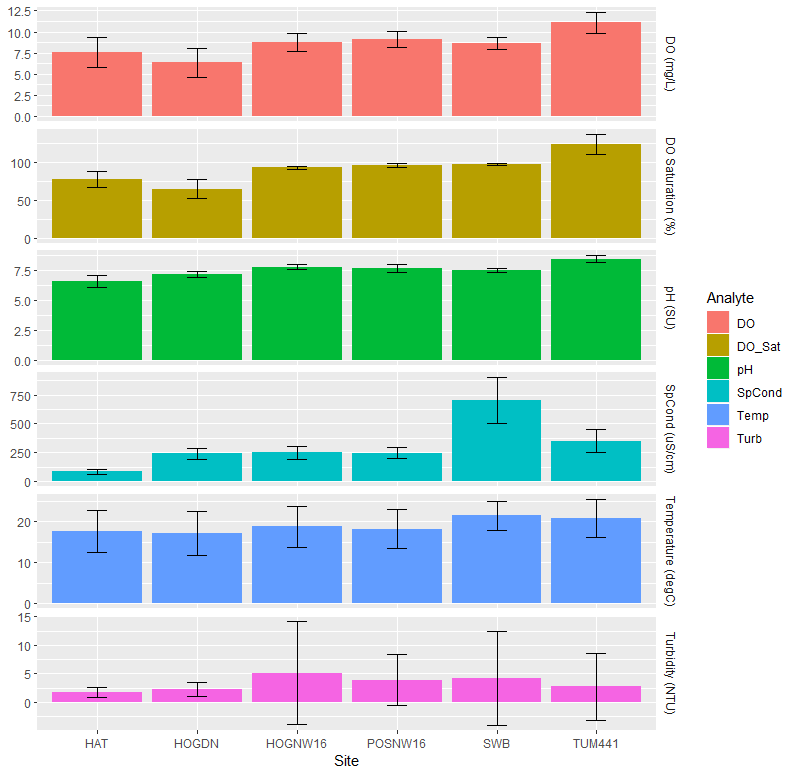 12.5
10.0
7.5
5.0
2.5
0.0
DO (mg/L)
100
50
0
DO Saturation (%)
7.5
5.0
2.5
0.0
pH (SU)
750
500
250
0
SpCond (uS/cm)
20
10
0
Temperature (degC)
15
10
5
0
Turbidity (NTU)
HAT HOGDN HOGNW16 POSNW16 SWB TUM441
Site
Analyte
DO
DO_Sat
pH
SpCond
Temp
Turb